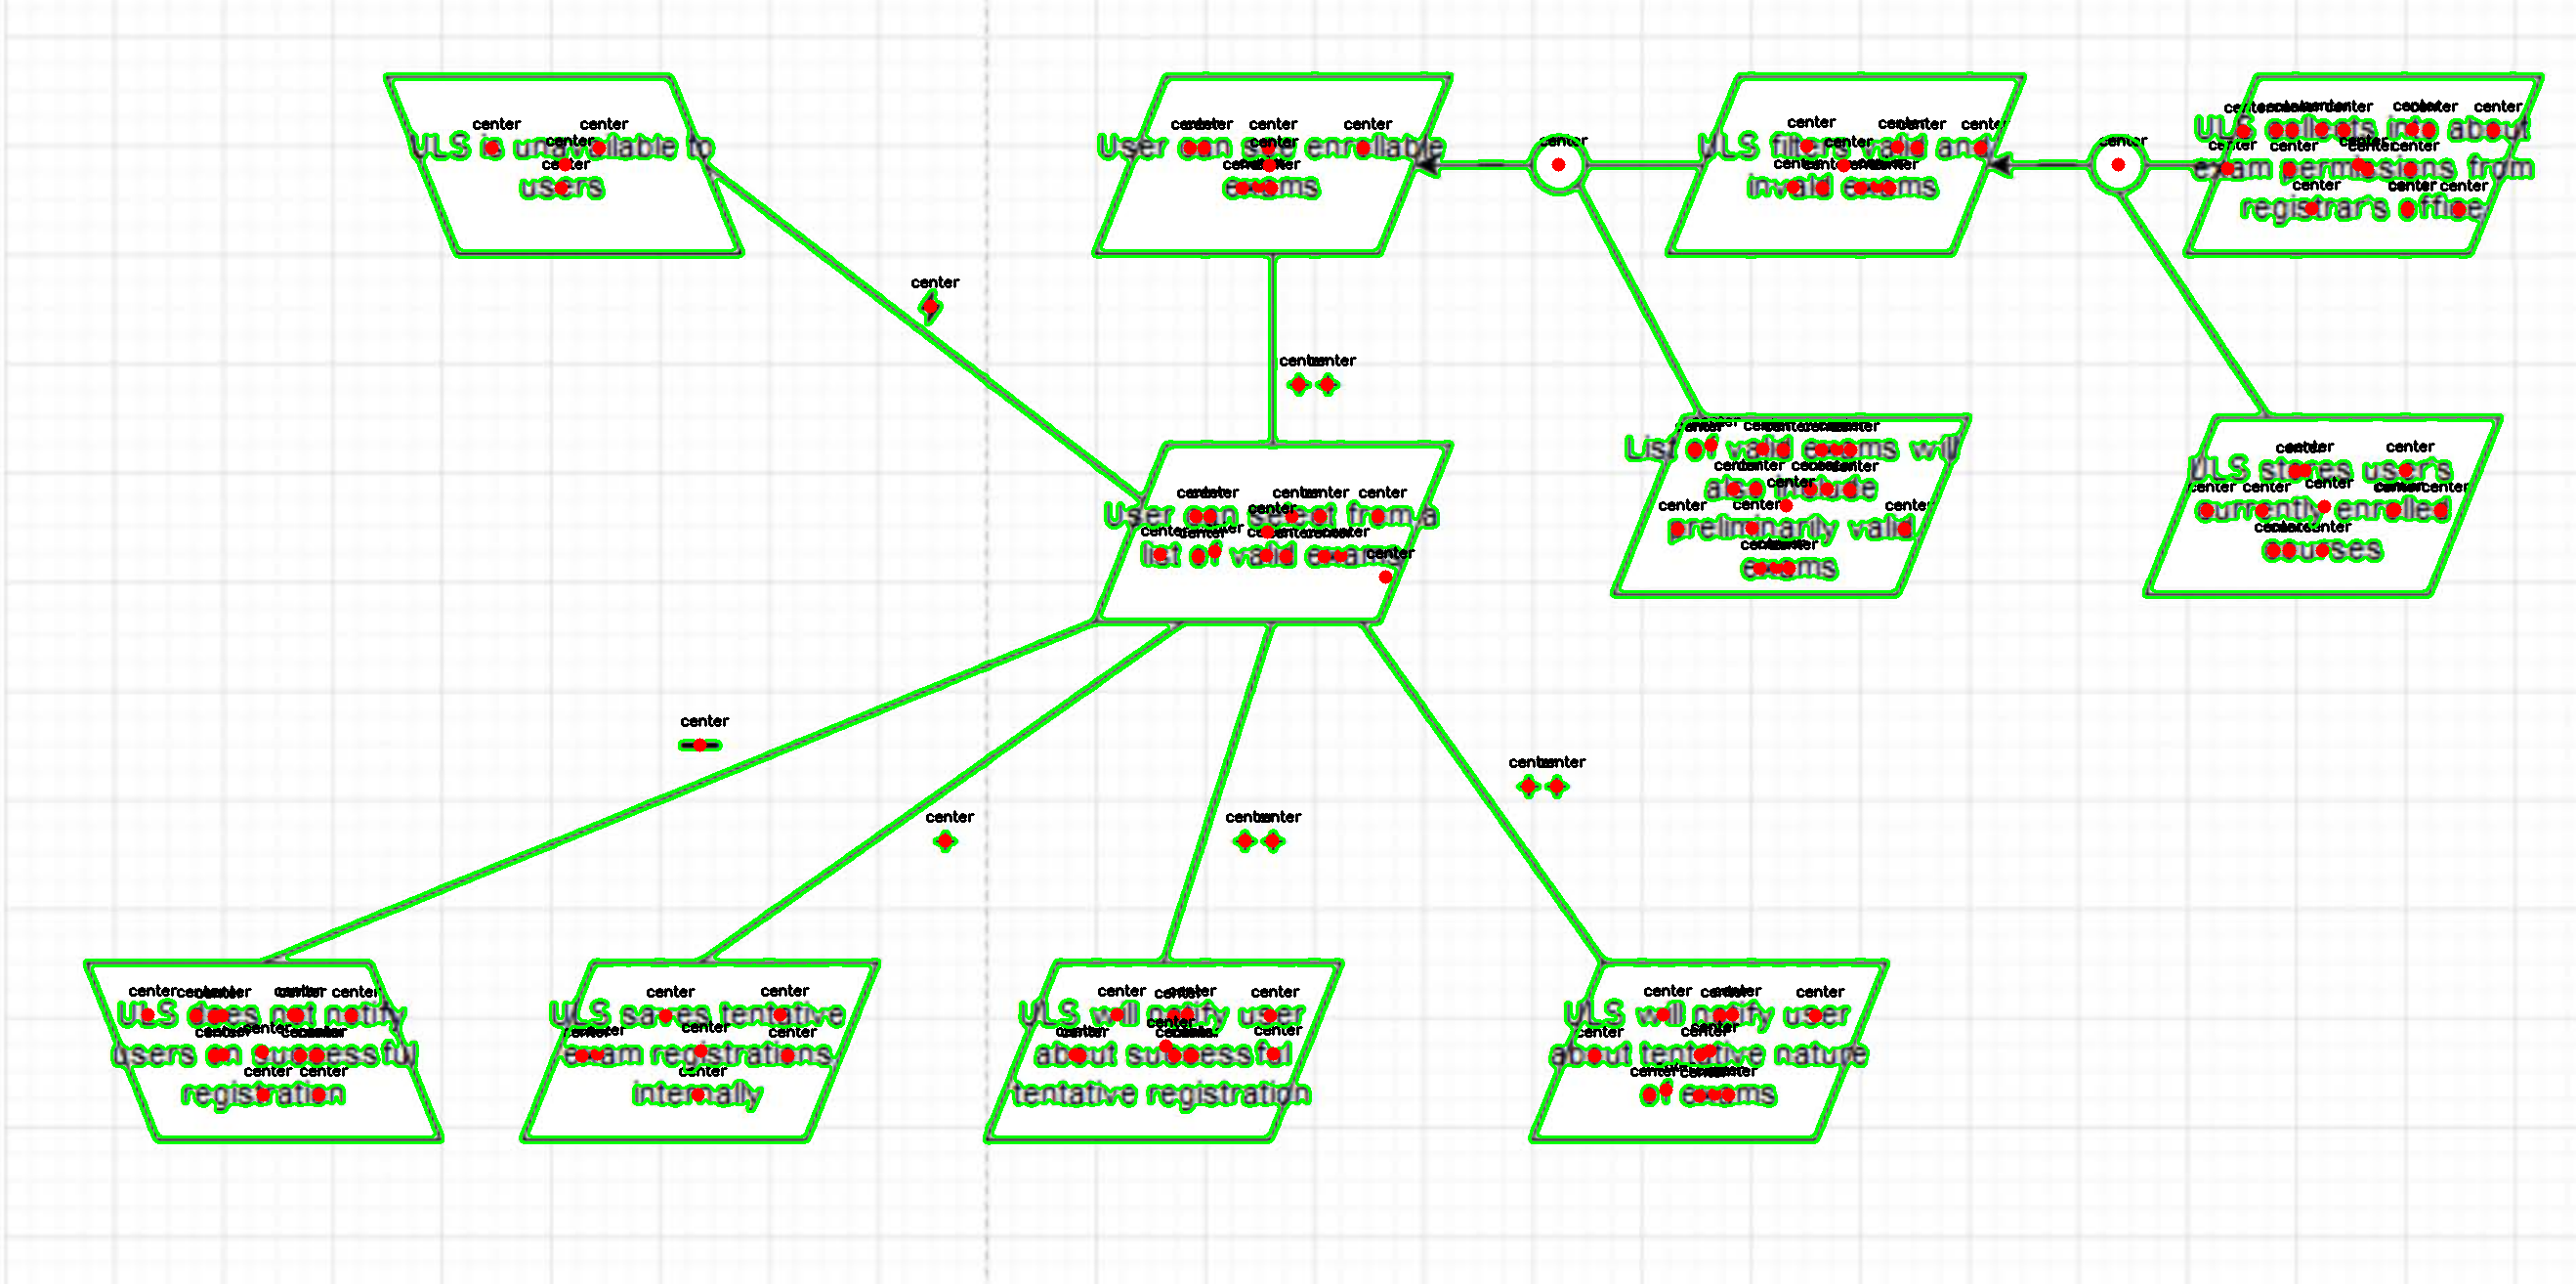 ULS is unavailable to
users
User can see enrollable
exams
ULS filters valid and
invalid exams
ULS collects info about
exam permissions from
registrar's office
center
++
List of valid exams will
also include
preliminarily valid
exams
ULS stores user's
currently enrolled
courses
User can select from a
list of valid exams
center
-
center
+
++
++
ULS does not notify
users on successful
registration
ULS saves tentative
exam registrations
internally
ULS will notify user
about successful
tentative registration
ULS will notify user
about tentative nature
of exams